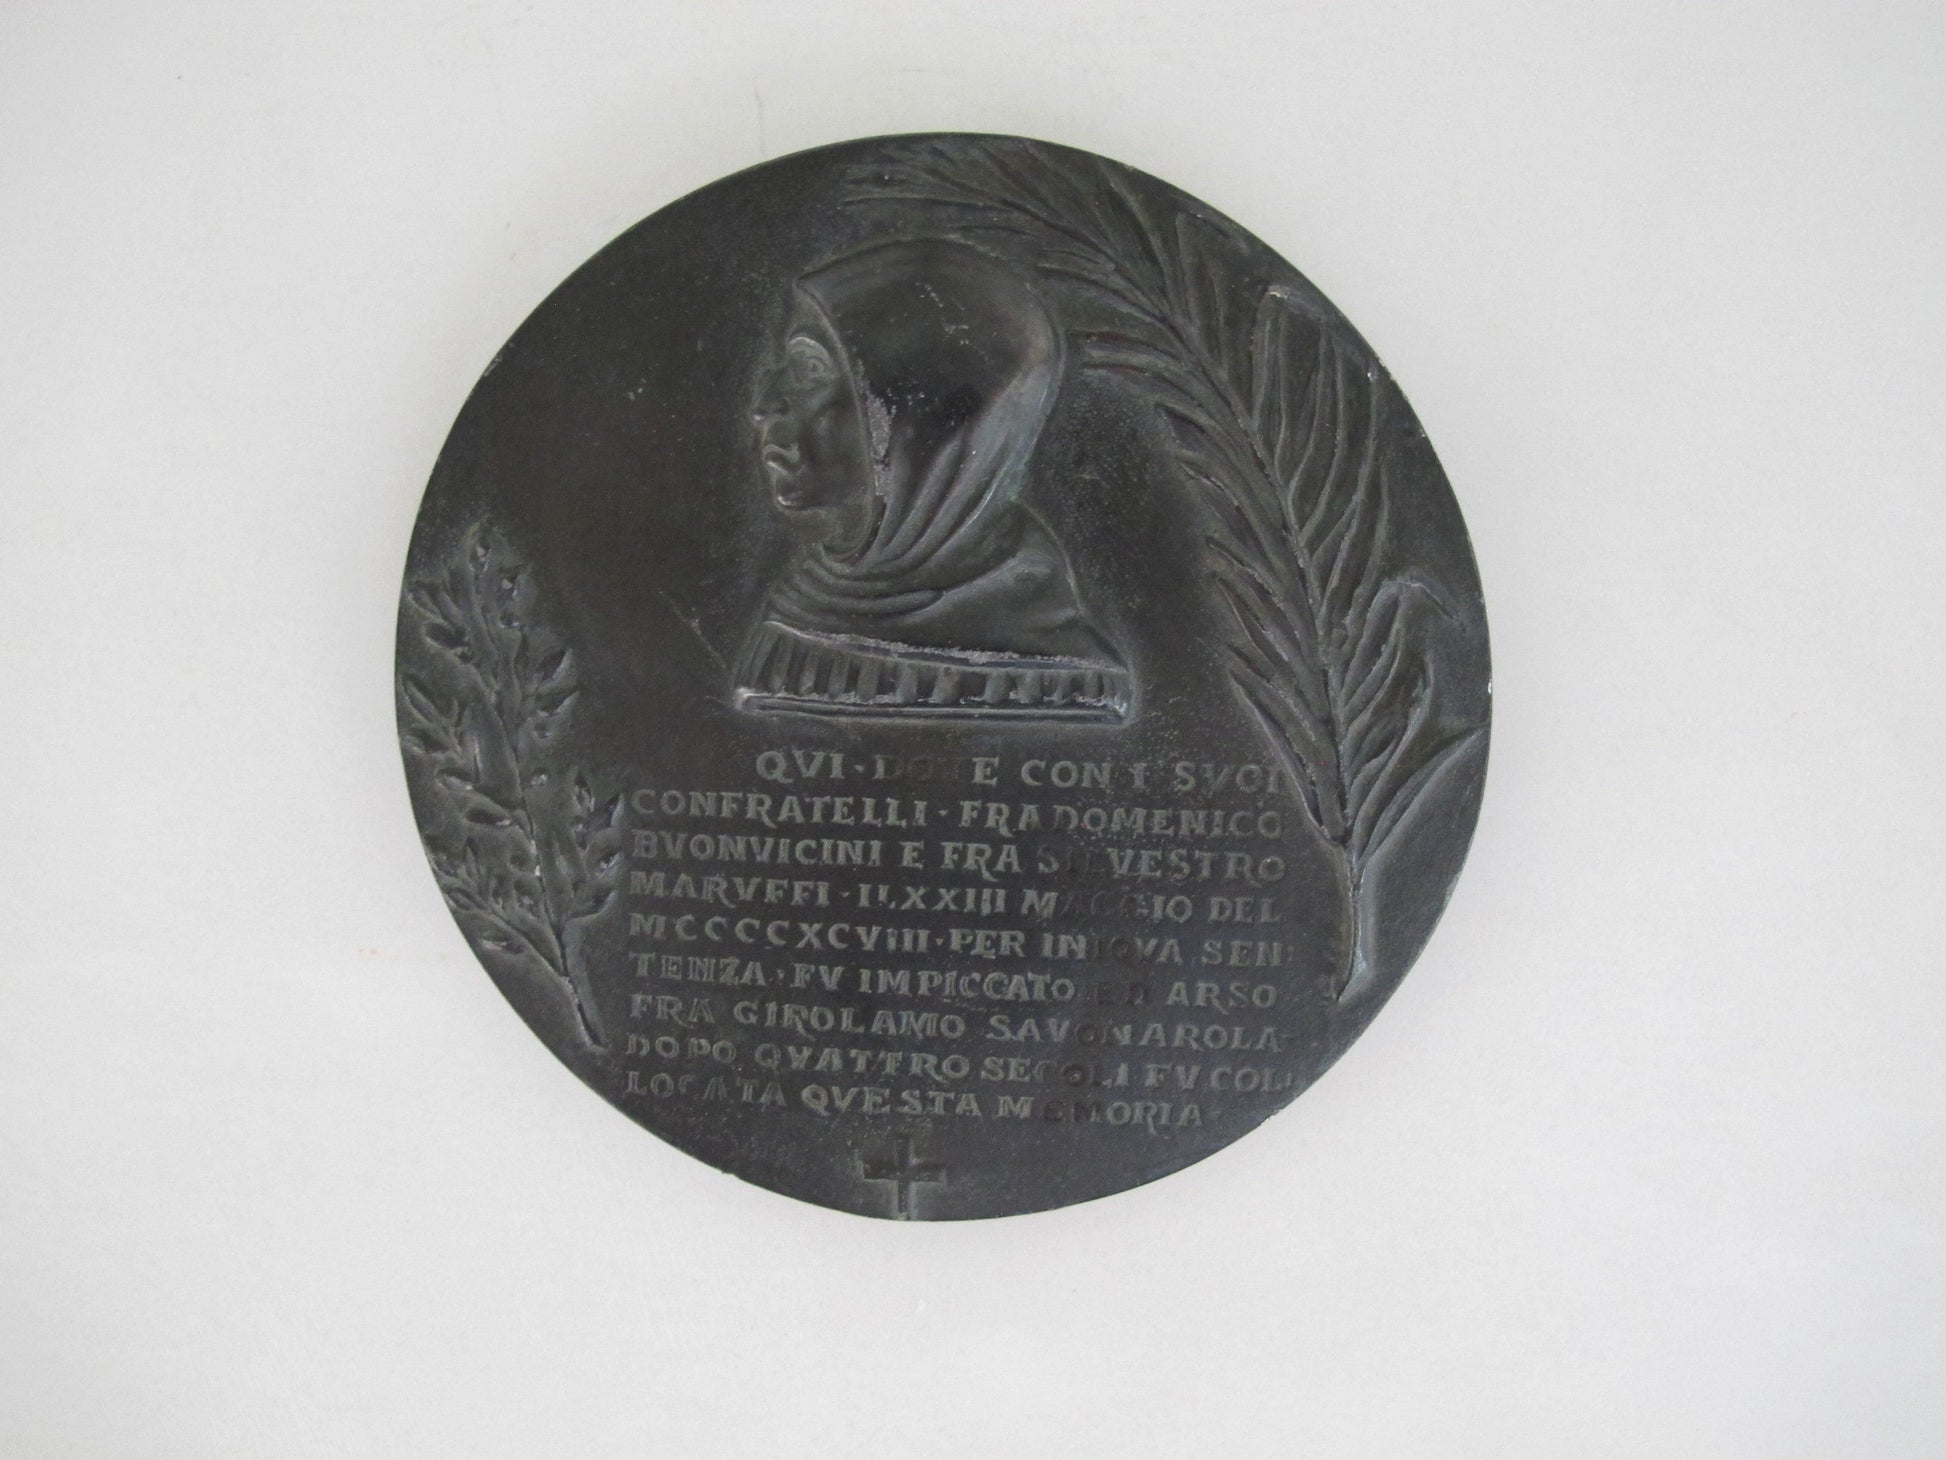 QVI · DOVE CON I SVOI
CONFRATELLI · FRA DOMENICO
BVONVICINI E FRA SILVESTRO
MARVFFI · IL XXIII MAGGIO DEL
MCCCCXCVIII · PER INIQVA SEN:
TENZA · FV IMPICCATO ED ARSO
FRA GIROLAMO SAVONAROLA·
DOPO QVATTRO SECOLI FV COL:
LOCATA QVESTA MEMORIA·